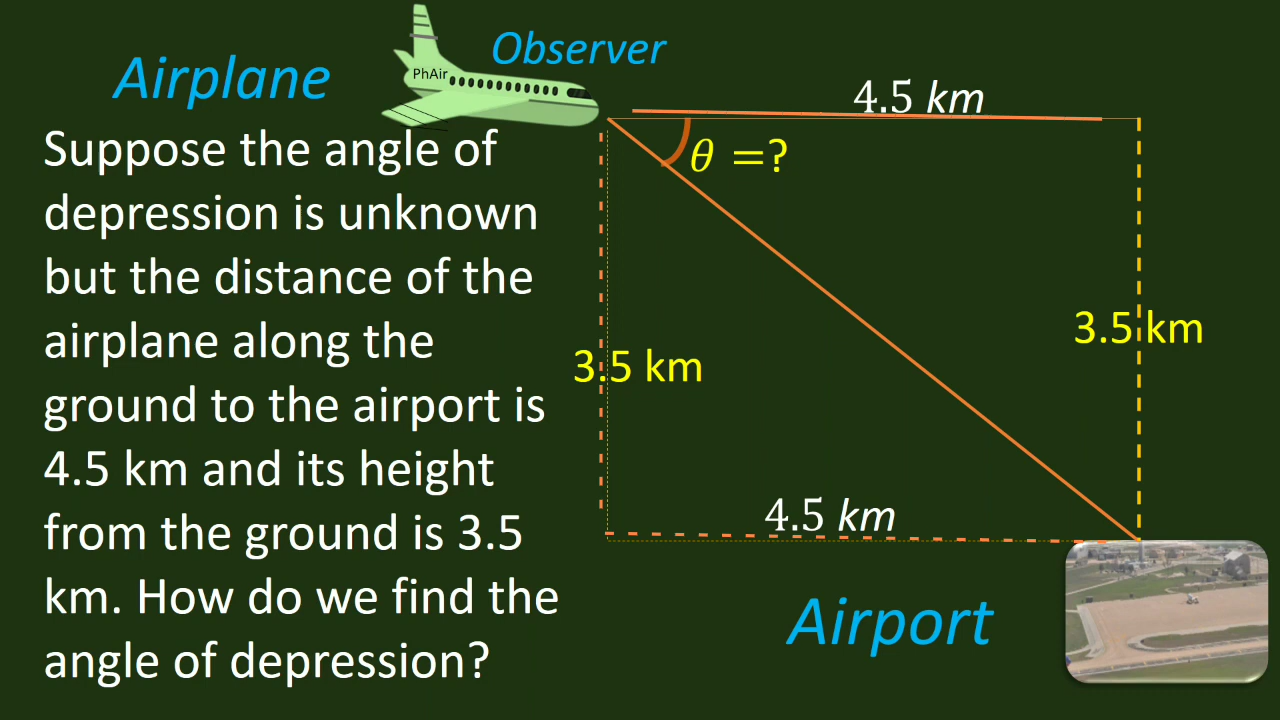 Airplane
PhAir
Observer
4.5 km
θ =?
Suppose the angle of
depression is unknown
but the distance of the
airplane along the
ground to the airport is
4.5 km and its height
from the ground is 3.5
km. How do we find the
angle of depression?
3.5 km
3.5 km
4.5 km
Airport